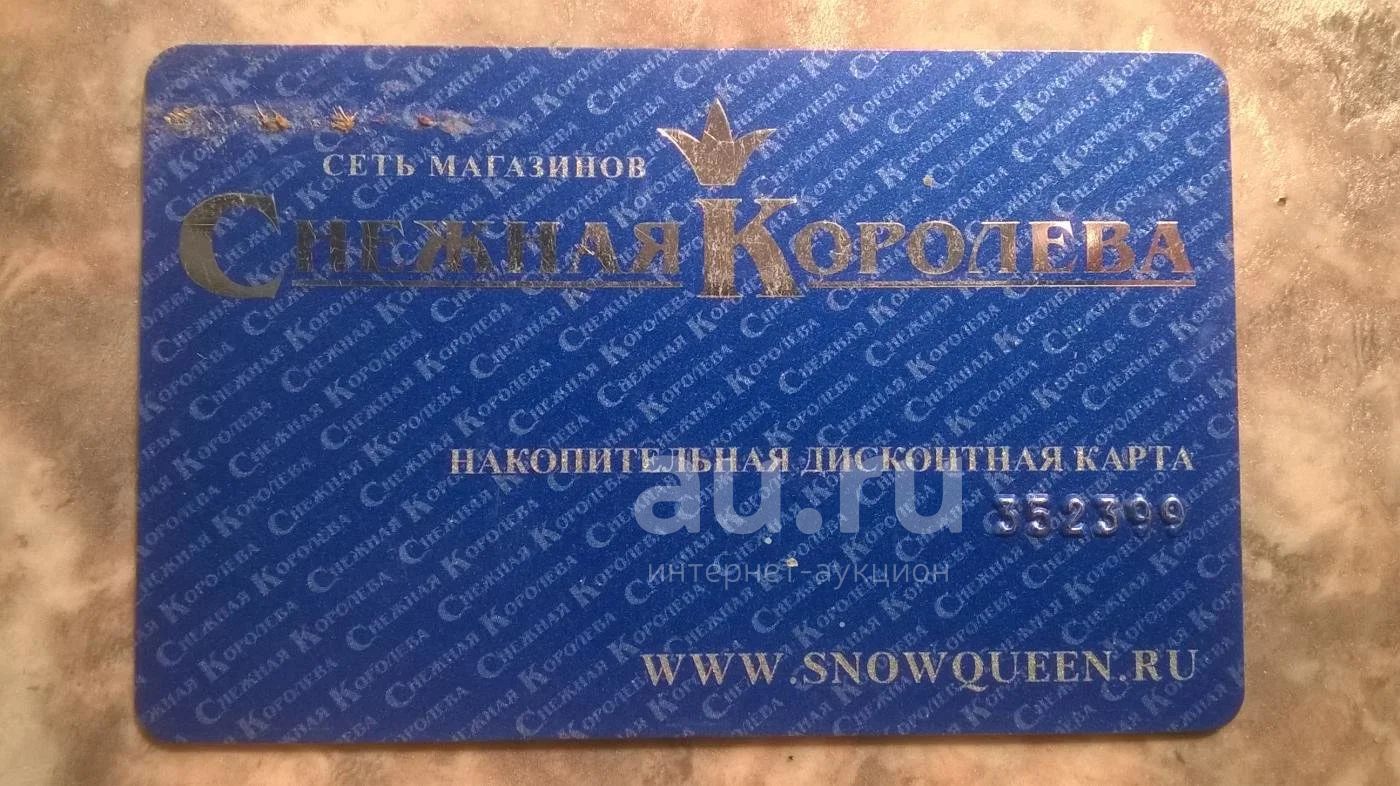 СЕТЬ МАГАЗИНОВ
СНЕЖНАЯ КОРОЛЕВА
НАКОПИТЕЛЬНАЯ ДИСКОНТНАЯ КАРТА
au.ru
352399
интернет-аукцион
WWW.SNOWQUEEN.RU